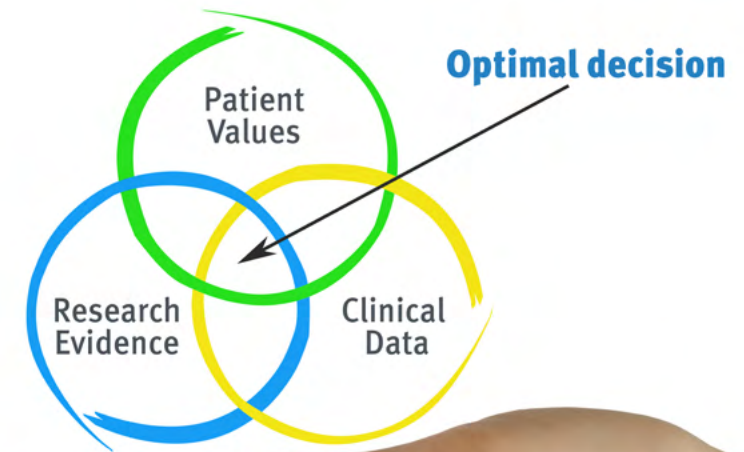 Optimal decision
Patient
Values
Research
Evidence
Clinical
Data